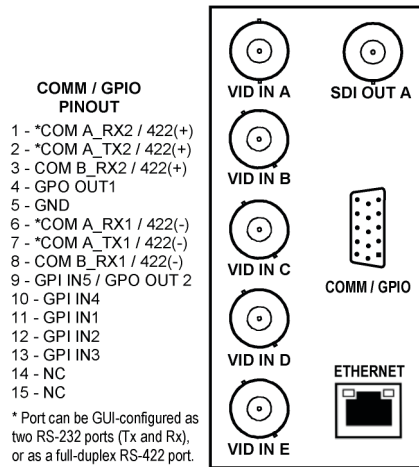 COMM / GPIO
PINOUT
1 - *COM A_RX2 / 422(+)
2 - *COM A_TX2 / 422(+)
3 - COM B_RX2 / 422(+)
4 - GPO OUT1
5 - GND
6 - *COM A_RX1 / 422(-)
7 - *COM A_TX1 / 422(-)
8 - COM B_RX1 / 422(-)
9 - GPI IN5 / GPO OUT 2
10 - GPI IN4
11 - GPI IN1
12 - GPI IN2
13 - GPI IN3
14 - NC
15 - NC
* Port can be GUI-configured as
two RS-232 ports (Tx and Rx),
or as a full-duplex RS-422 port.
VID IN A
SDI OUT A
VID IN B
VID IN C
COMM / GPIO
VID IN D
ETHERNET
VID IN E